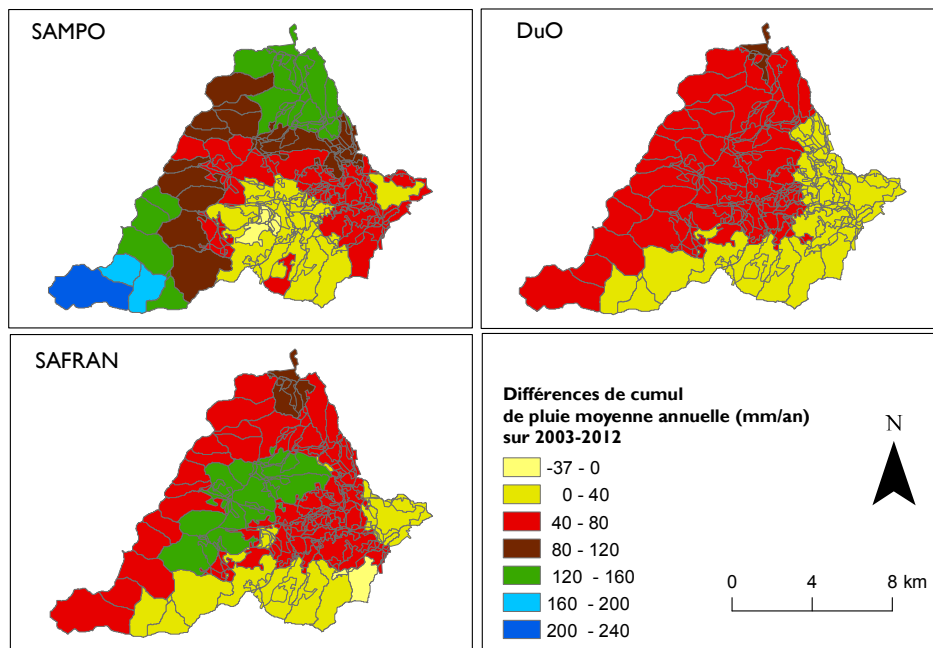 SAMPO
DuO
SAFRAN
Différences de cumul
de pluie moyenne annuelle (mm/an)
sur 2003-2012
-37 - 0
0 - 40
40 - 80
80 - 120
120 - 160
160 - 200
200 - 240
N
0 4 8 km